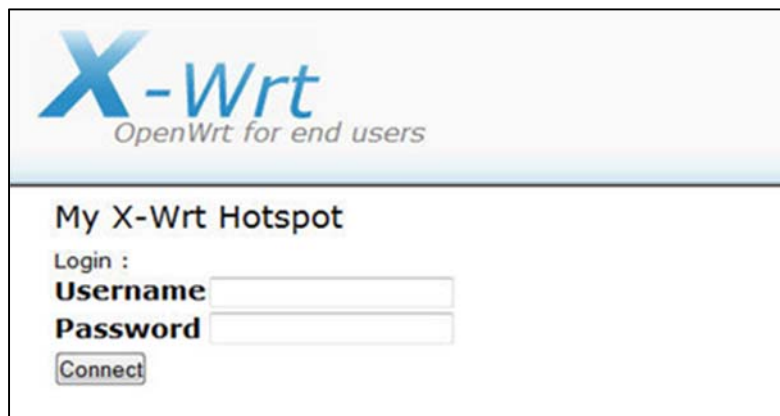 X-Wrt
OpenWrt for end users
My X-Wrt Hotspot
Login :
Username
Password
Connect